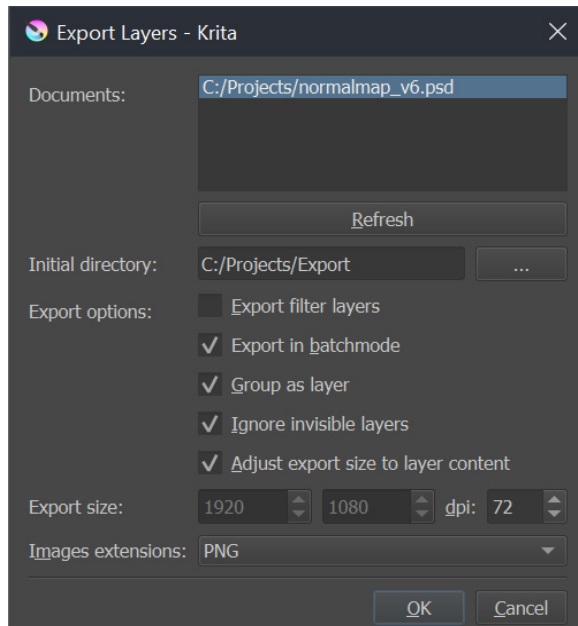 Export Layers - Krita
Documents:
C:/Projects/normalmap_v6.psd
Refresh
Initial directory: C:/Projects/Export ...
Export options: Export filter layers
Export in batchmode
Group as layer
Ignore invisible layers
Adjust export size to layer content
Export size: 1920 1080 dpi: 72
Images extensions: PNG
OK Cancel